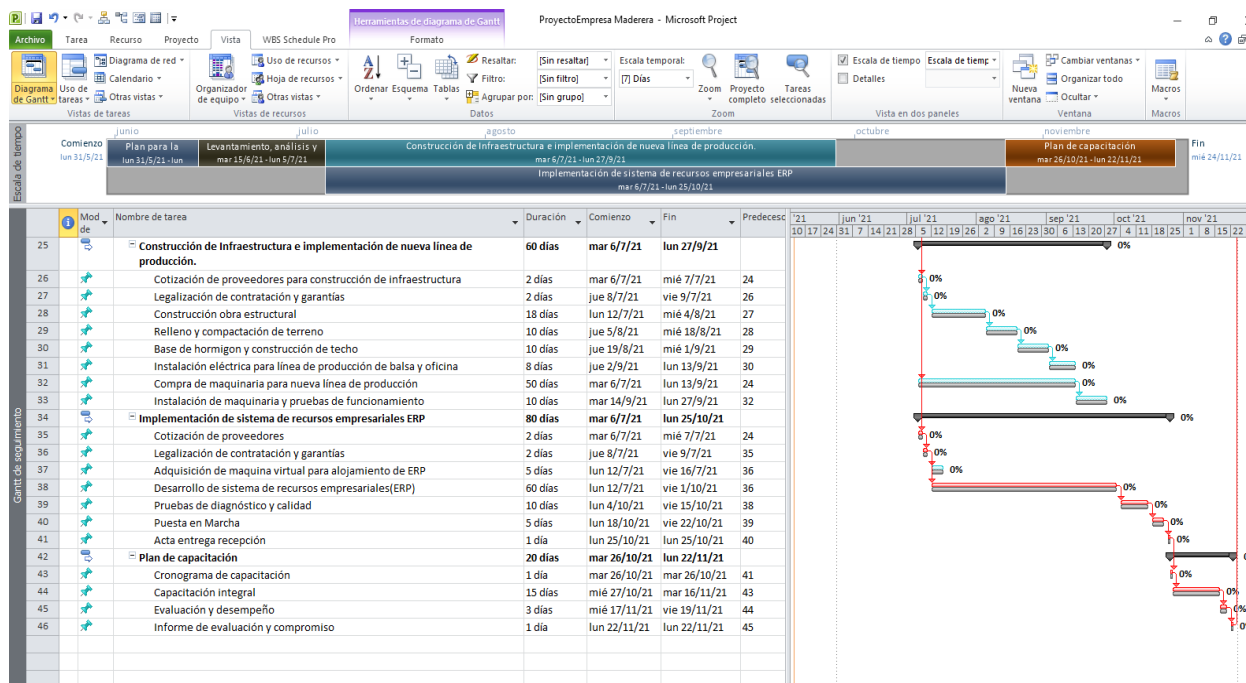 Herramientas de diagrama de Gantt
ProyectoEmpresa Maderera - Microsoft Project
Archivo Tarea Recurso Proyecto Vista WBS Schedule Pro Formato
Diagrama de Gantt
Uso de tareas
Diagrama de red
Calendario
Otras vistas
Vistas de tareas
Organizador de equipo
Uso de recursos
Hoja de recursos
Otras vistas
Vistas de recursos
Ordenar Esquema Tablas
Resaltar: [Sin resaltar]
Filtro: [Sin filtro]
Agrupar por: [Sin grupo]
Datos
Escala temporal:
[7] Días
Zoom
Proyecto completo
Tareas seleccionadas
Zoom
Escala de tiempo Escala de tiemp
Detalles
Vista en dos paneles
Nueva ventana
Cambiar ventanas
Organizar todo
Ocultar
Ventana
Macros
Macros
Escala de tiempo
junio julio agosto septiembre octubre noviembre
Comienzo
lun 31/5/21
Plan para la
lun 31/5/21 - lun
Levantamiento, análisis y
mar 15/6/21 - lun 5/7/21
Construcción de Infraestructura e implementación de nueva línea de producción.
mar 6/7/21 - lun 27/9/21
Plan de capacitación
mar 26/10/21 - lun 22/11/21
Fin
mié 24/11/21
Implementación de sistema de recursos empresariales ERP
mar 6/7/21 - lun 25/10/21
Mod de Nombre de tarea Duración Comienzo Fin Predecesc
'21 jun '21 jul '21 ago '21 sep '21 oct '21 nov '21
10 17 24 31 7 14 21 28 5 12 19 26 2 9 16 23 30 6 13 20 27 4 11 18 25 1 8 15 22
Gantt de seguimiento
25 Construcción de Infraestructura e implementación de nueva línea de producción. 60 días mar 6/7/21 lun 27/9/21 0%
26 Cotización de proveedores para construcción de infraestructura 2 días mar 6/7/21 mié 7/7/21 24 0%
27 Legalización de contratación y garantías 2 días jue 8/7/21 vie 9/7/21 26 0%
28 Construcción obra estructural 18 días lun 12/7/21 mié 4/8/21 27 0%
29 Relleno y compactación de terreno 10 días jue 5/8/21 mié 18/8/21 28 0%
30 Base de hormigon y construcción de techo 10 días jue 19/8/21 mié 1/9/21 29 0%
31 Instalación eléctrica para línea de producción de balsa y oficina 8 días jue 2/9/21 lun 13/9/21 30 0%
32 Compra de maquinaria para nueva línea de producción 50 días mar 6/7/21 lun 13/9/21 24 0%
33 Instalación de maquinaria y pruebas de funcionamiento 10 días mar 14/9/21 lun 27/9/21 32 0%
34 Implementación de sistema de recursos empresariales ERP 80 días mar 6/7/21 lun 25/10/21 0%
35 Cotización de proveedores 2 días mar 6/7/21 mié 7/7/21 24 0%
36 Legalización de contratación y garantías 2 días jue 8/7/21 vie 9/7/21 35 0%
37 Adquisición de maquina virtual para alojamiento de ERP 5 días lun 12/7/21 vie 16/7/21 36 0%
38 Desarrollo de sistema de recursos empresariales(ERP) 60 días lun 12/7/21 vie 1/10/21 36 0%
39 Pruebas de diagnóstico y calidad 10 días lun 4/10/21 vie 15/10/21 38 0%
40 Puesta en Marcha 5 días lun 18/10/21 vie 22/10/21 39 0%
41 Acta entrega recepción 1 día lun 25/10/21 lun 25/10/21 40 0%
42 Plan de capacitación 20 días mar 26/10/21 lun 22/11/21
43 Cronograma de capacitación 1 día mar 26/10/21 mar 26/10/21 41 0%
44 Capacitación integral 15 días mié 27/10/21 mar 16/11/21 43 0%
45 Evaluación y desempeño 3 días mié 17/11/21 vie 19/11/21 44 0%
46 Informe de evaluación y compromiso 1 día lun 22/11/21 lun 22/11/21 45